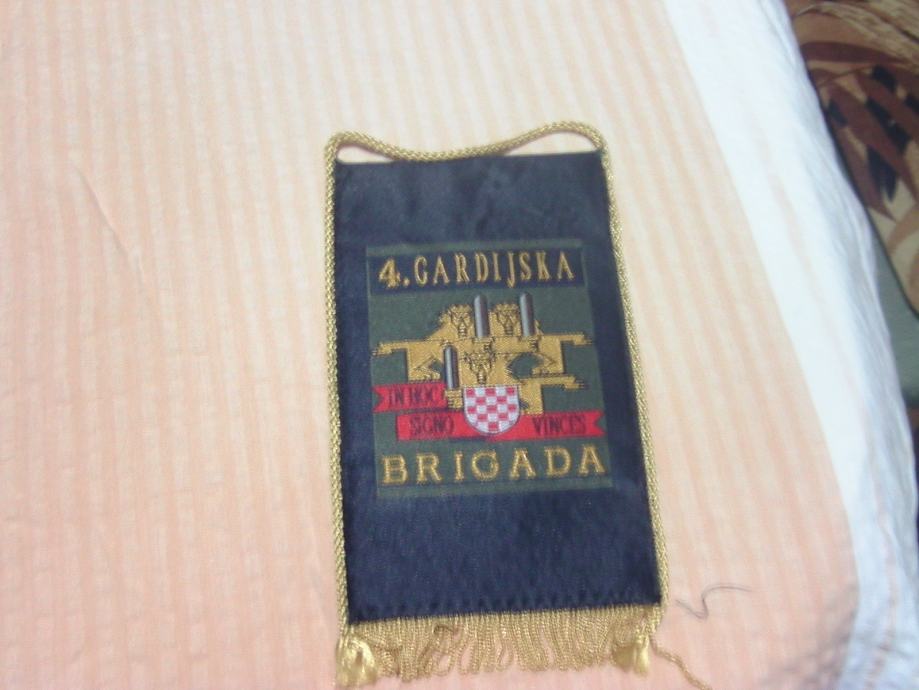 4. GARDIJSKA
IN HOC
SIGNO VINCES
BRIGADA